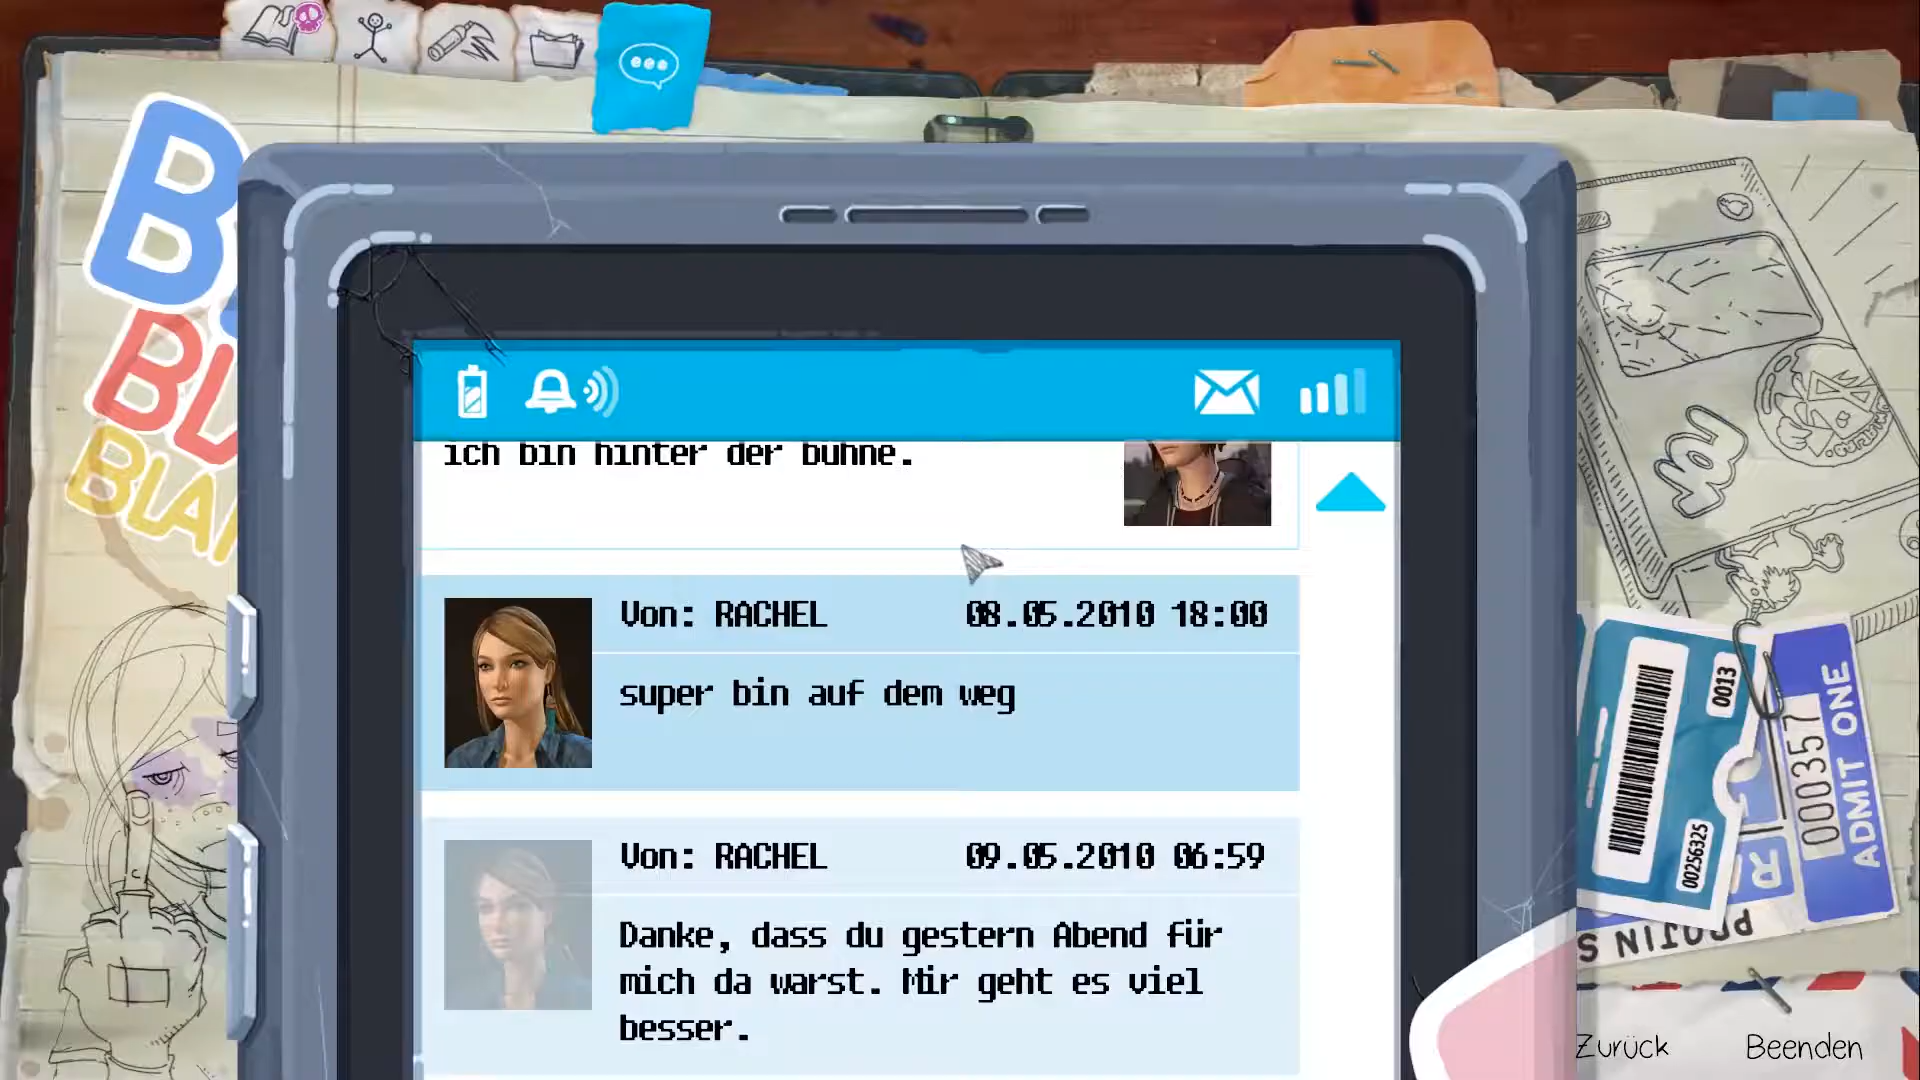 ich bin hinter der bühne.
Von: RACHEL 08.05.2010 18:00
super bin auf dem weg
Von: RACHEL 09.05.2010 06:59
Danke, dass du gestern Abend für
mich da warst. Mir geht es viel
besser.
0013
00256325
000357
ADMIT ONE
Zurück Beenden